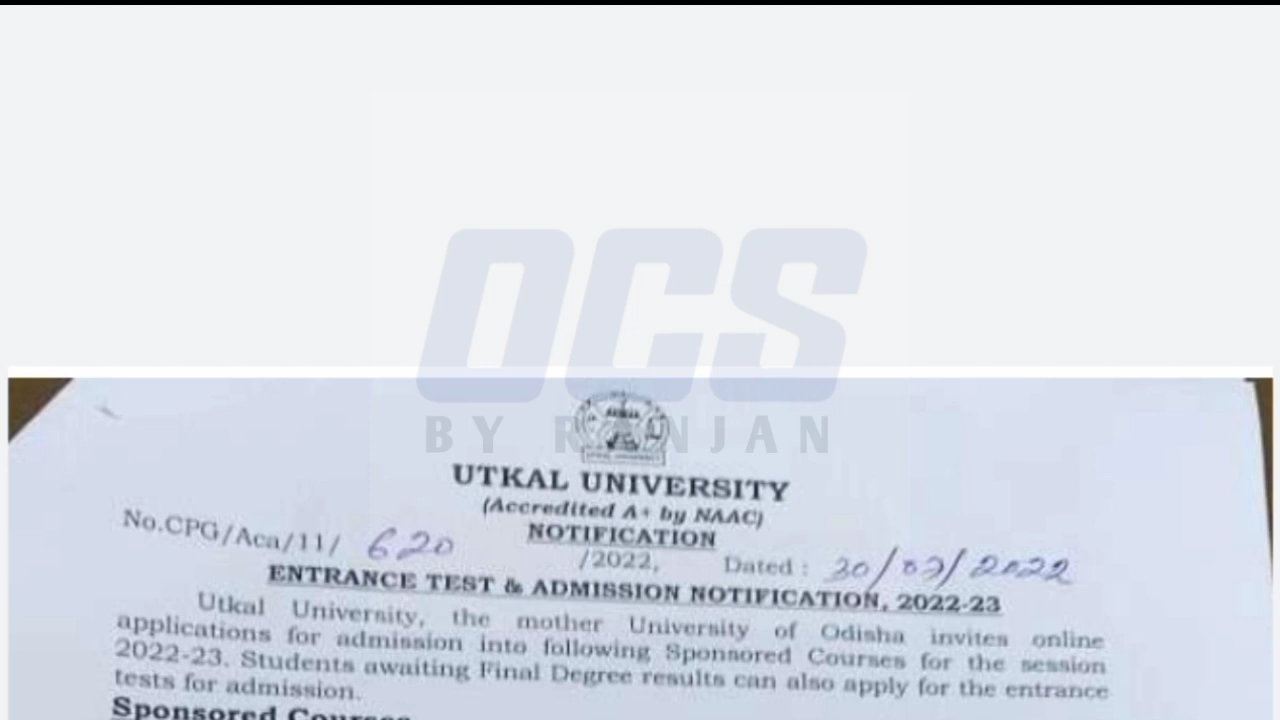 OCS
BY RANJAN
UTKAL UNIVERSITY
(Accredited A+ by NAAC)
NOTIFICATION
No.CPG/Aca/11/ 620 /2022, Dated : 30/03/2022
ENTRANCE TEST & ADMISSION NOTIFICATION, 2022-23
Utkal University, the mother University of Odisha invites online
applications for admission into following Sponsored Courses for the session
2022-23. Students awaiting Final Degree results can also apply for the entrance
tests for admission.
Sponsored Courses